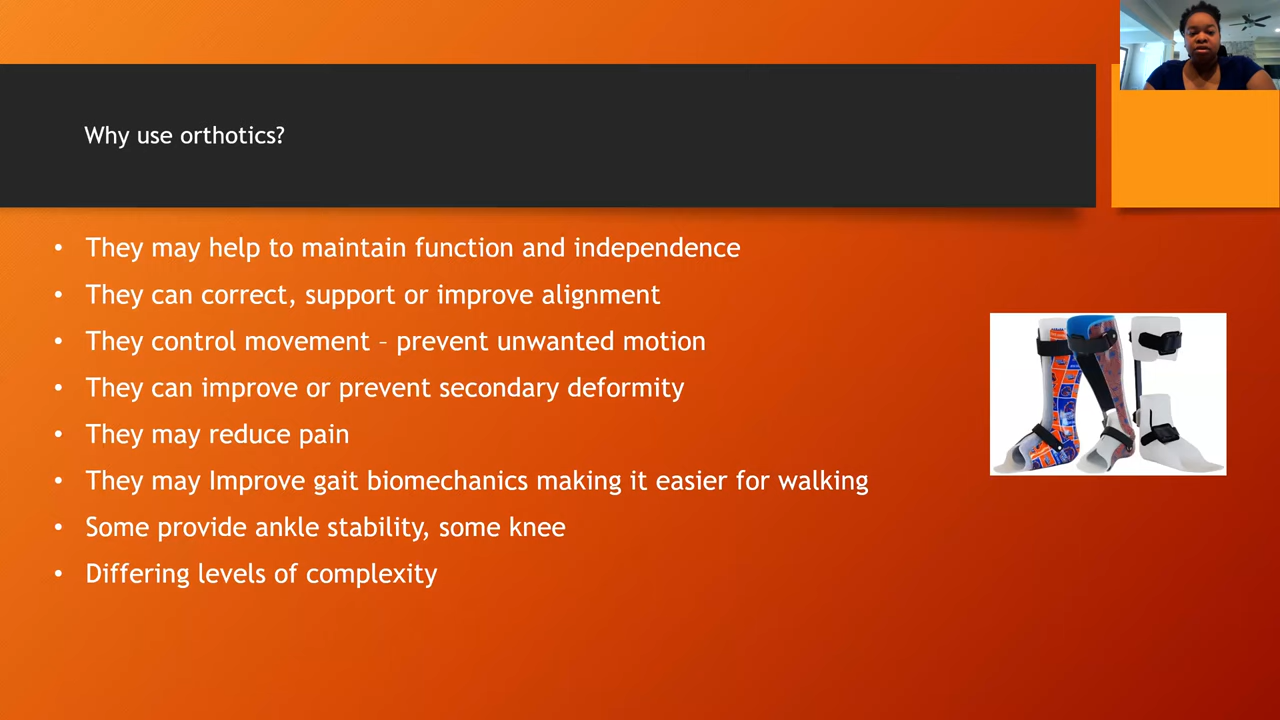 Why use orthotics?
• They may help to maintain function and independence
• They can correct, support or improve alignment
• They control movement – prevent unwanted motion
• They can improve or prevent secondary deformity
• They may reduce pain
• They may Improve gait biomechanics making it easier for walking
• Some provide ankle stability, some knee
• Differing levels of complexity